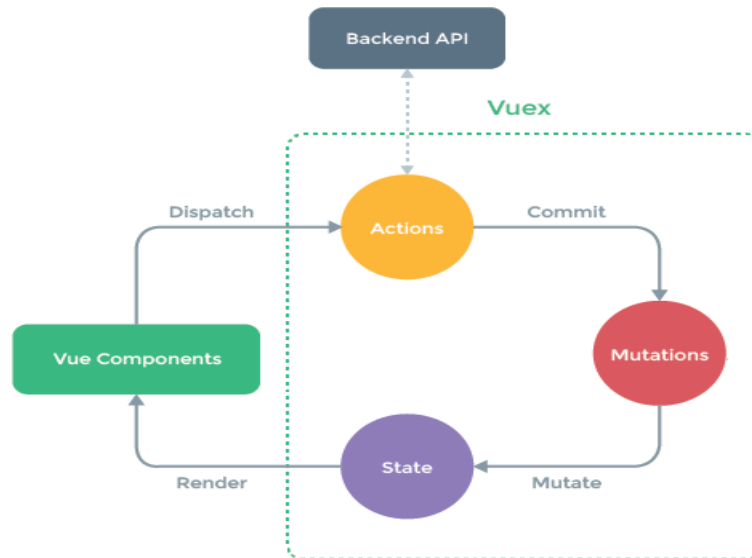 Backend API
Vuex
Dispatch
Commit
Actions
Vue Components
Mutations
State
Render
Mutate